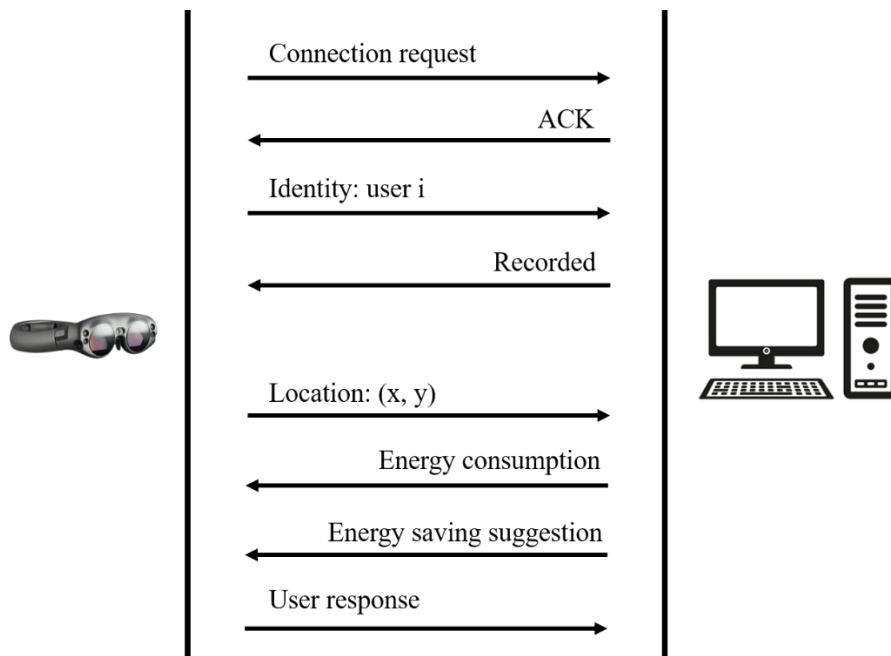 Connection request
ACK
Identity: user i
Recorded
Location: (x, y)
Energy consumption
Energy saving suggestion
User response